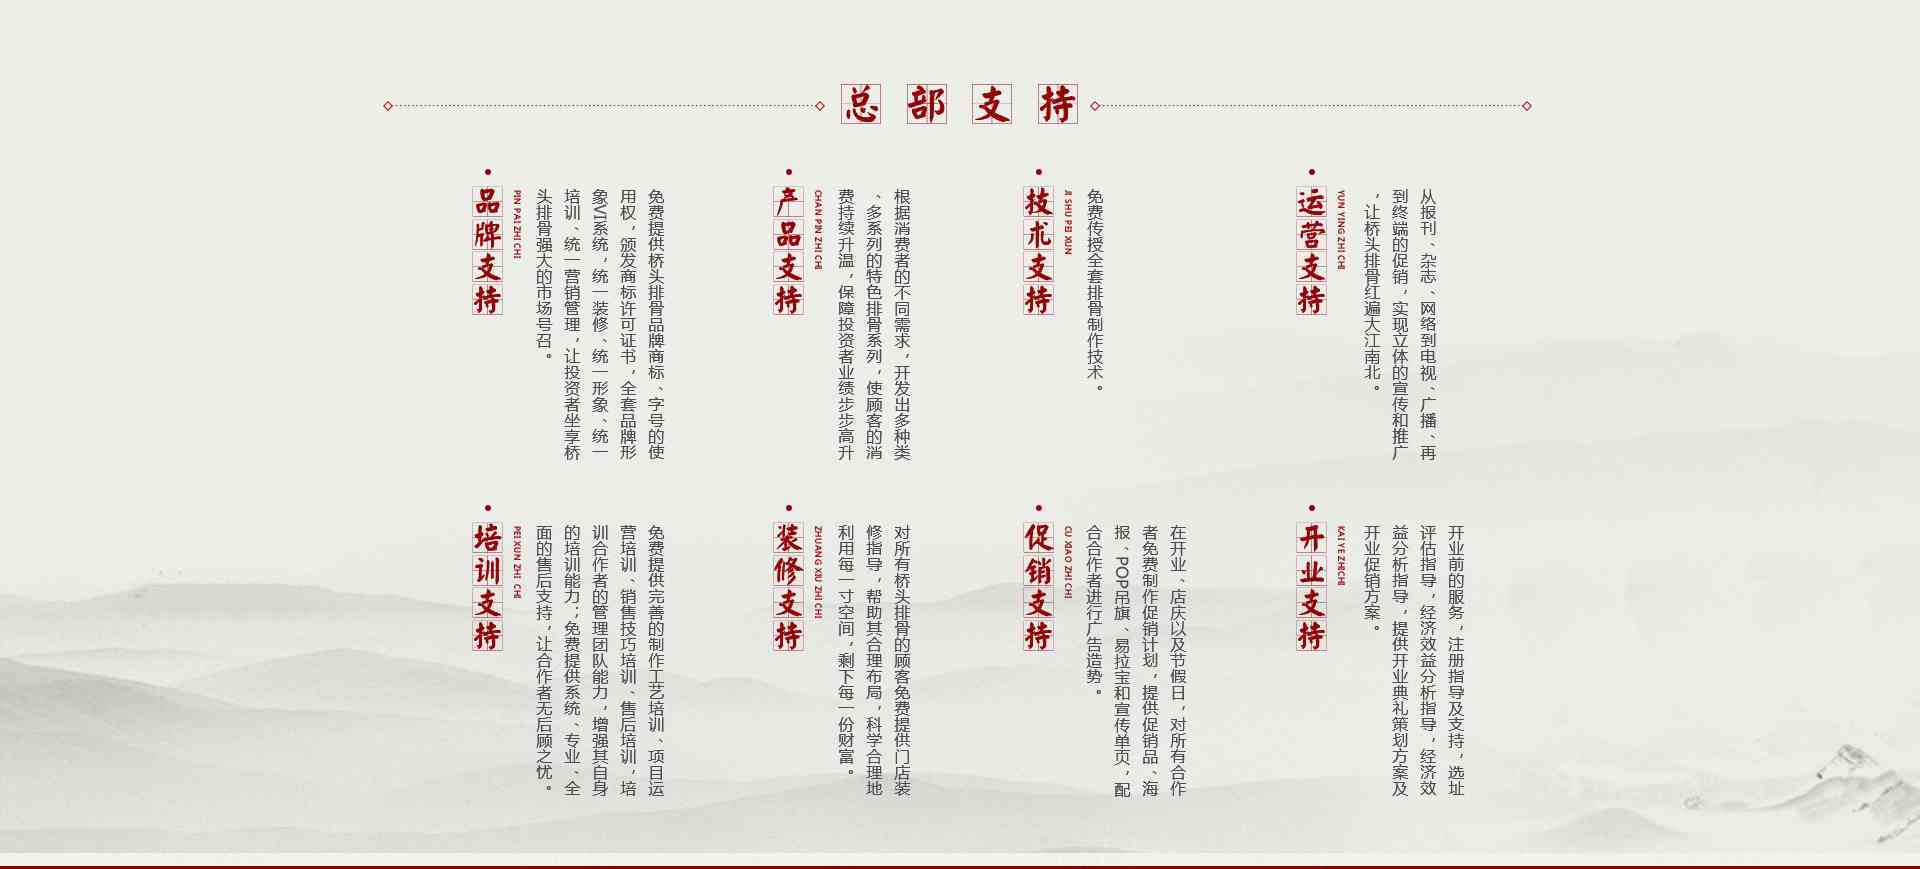 总部支持
品牌支持
PIN PAI ZHI CHI
免费提供桥头排骨品牌商标、字号的使
用权，颁发商标许可证书，全套品牌形
象VI系统，统一装修、统一形象、统一
培训、统一营销管理，让投资者坐享桥
头排骨强大的市场号召。
产品支持
CHAN PIN ZHI CHI
根据消费者的不同需求，开发出多种类
、多系列的特色排骨系列，使顾客的消
费持续升温，保障投资者业绩步步高升
技术支持
JI SHU PEI XUN
免费传授全套排骨制作技术。
运营支持
YUN YING ZHI CHI
从报刊、杂志、网络到电视、广播、再
到终端的促销，实现立体的宣传和推广
，让桥头排骨红遍大江南北。
培训支持
PEI XUN ZHI CHI
免费提供完善的制作工艺培训、项目运
营培训、销售技巧培训、售后培训，培
训合作者的管理团队能力，增强其自身
的培训能力；免费提供系统、专业、全
面的售后支持，让合作者无后顾之忧。
装修支持
ZHUANG XIU ZHI CHI
对所有桥头排骨的顾客免费提供门店装
修指导，帮助其合理布局，科学合理地
利用每一寸空间，剩下每一份财富。
促销支持
CU XIAO ZHI CHI
在开业、店庆以及节假日，对所有合作
者免费制作促销计划，提供促销品、海
报、POP吊旗、易拉宝和宣传单页，配
合合作者进行广告造势。
开业支持
KAI YE ZHICHI
开业前的服务，注册指导及支持，选址
评估指导，经济效益分析指导，经济效
益分析指导，提供开业典礼策划方案及
开业促销方案。